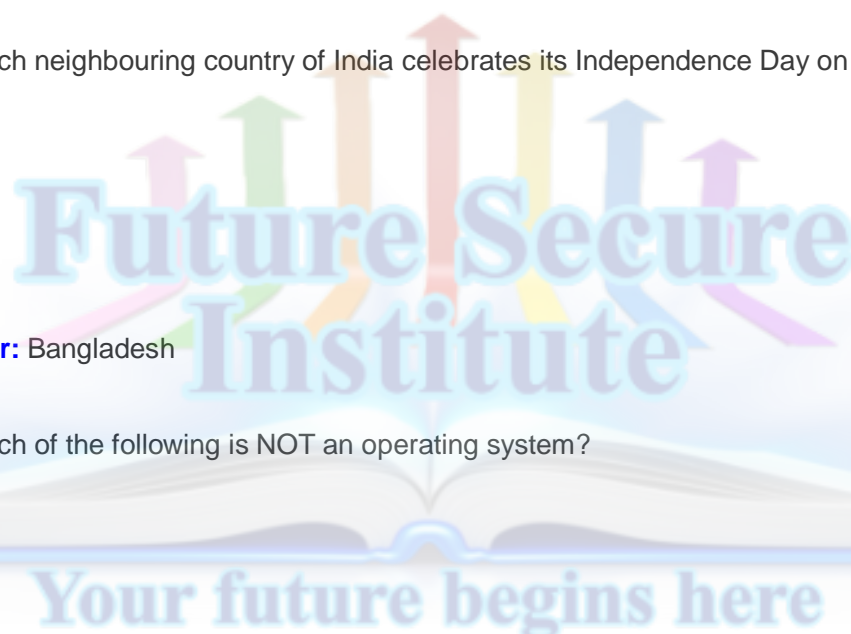 ch neighbouring country of India celebrates its Independence Day on
Future Secure
Institute
r: Bangladesh
ch of the following is NOT an operating system?
Your future begins here